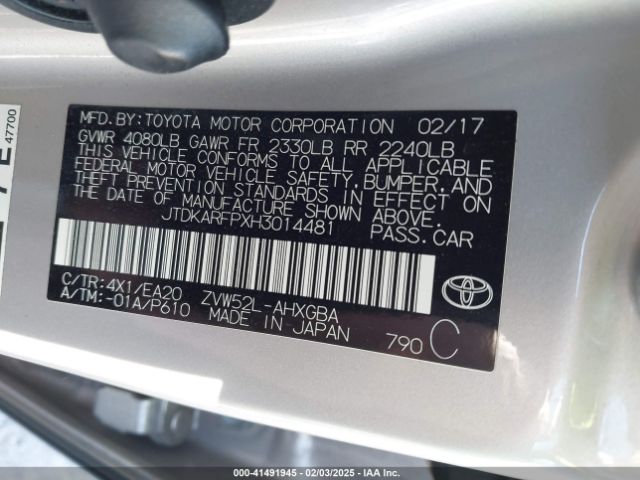 47700
MFD. BY: TOYOTA MOTOR CORPORATION 02/17
GVWR 4080LB GAWR FR 2330LB RR 2240LB
THIS VEHICLE CONFORMS TO ALL APPLICABLE
FEDERAL MOTOR VEHICLE SAFETY, BUMPER, AND
THEFT PREVENTION STANDARDS IN EFFECT ON
THE DATE OF MANUFACTURE SHOWN ABOVE.
JTDKARFPXH3014481 PASS. CAR
C/TR: 4X1/EA20 ZVW52L-AHXGBA
A/TM: -01A/P610 MADE IN JAPAN 790 C
000-41491945 - 02/03/2025 - IAA Inc.